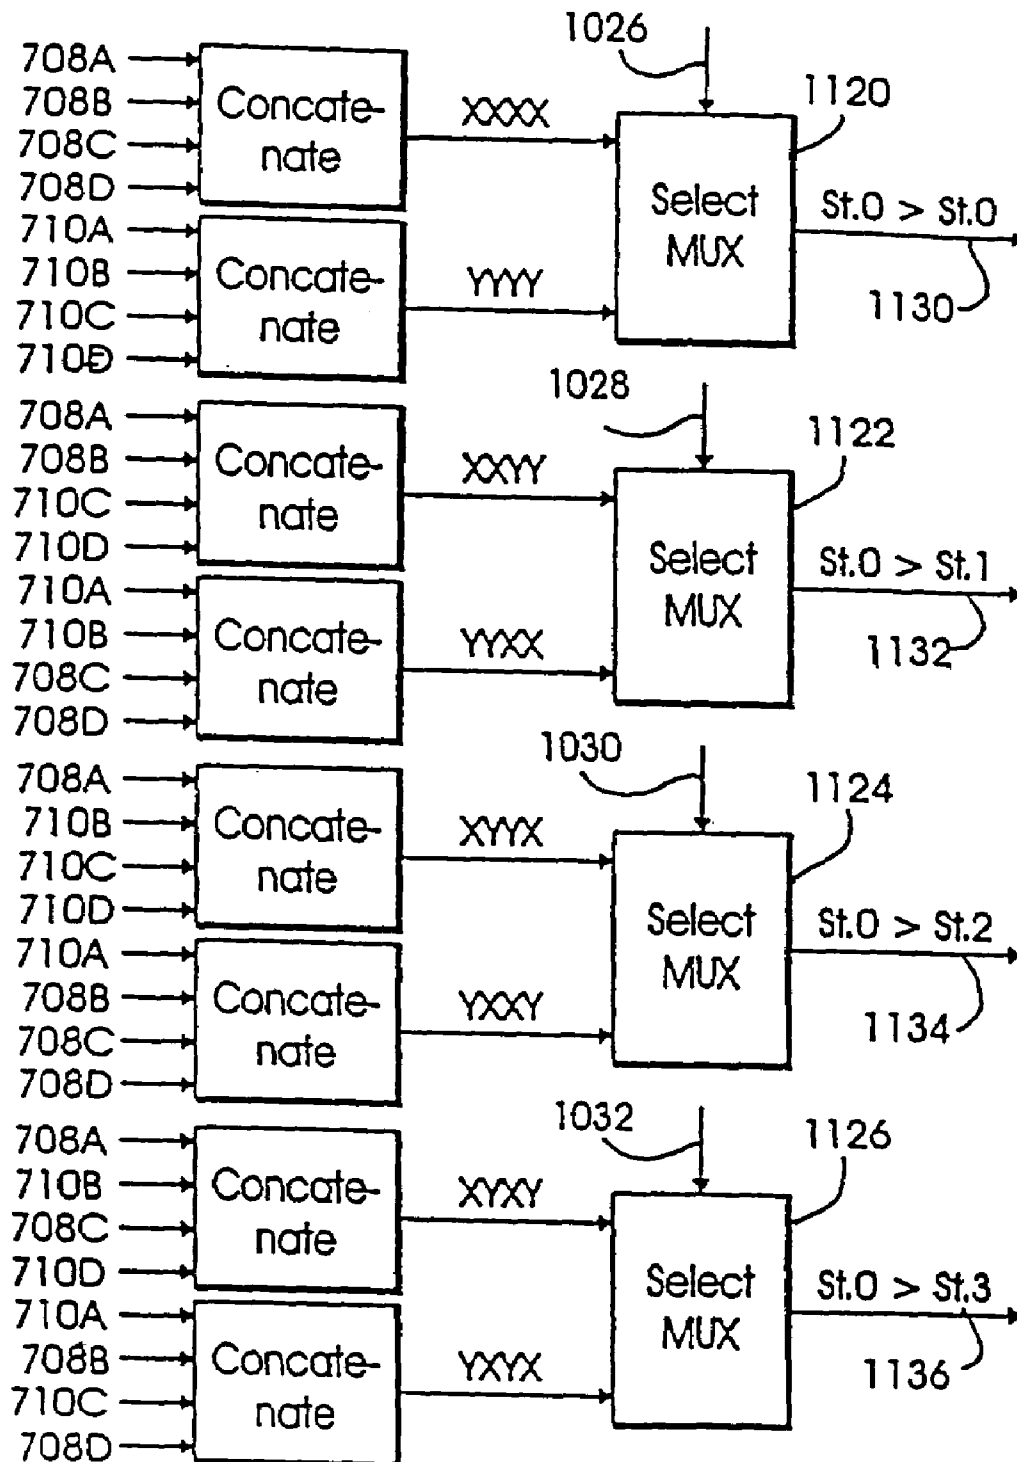 1026
708A
708B
708C
708D
Concate-
nate
XXXX
1120
Select
MUX
St.0 > St.0
1130
710A
710B
710C
710D
Concate-
nate
YYYY
1028
708A
708B
710C
710D
Concate-
nate
XXYY
1122
Select
MUX
St.0 > St.1
1132
710A
710B
708C
708D
Concate-
nate
YYXX
1030
708A
710B
710C
710D
Concate-
nate
XYYX
1124
Select
MUX
St.0 > St.2
1134
710A
708B
708C
708D
Concate-
nate
YXXY
1032
708A
710B
708C
710D
Concate-
nate
XYXY
1126
Select
MUX
St.0 > St.3
1136
710A
708B
710C
708D
Concate-
nate
YXYX